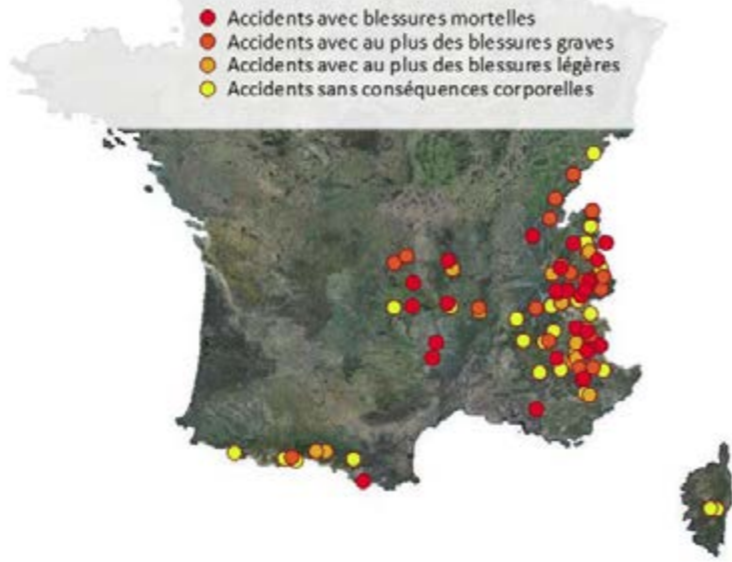 Accidents avec blessures mortelles
Accidents avec au plus des blessures graves
Accidents avec au plus des blessures légères
Accidents sans conséquences corporelles